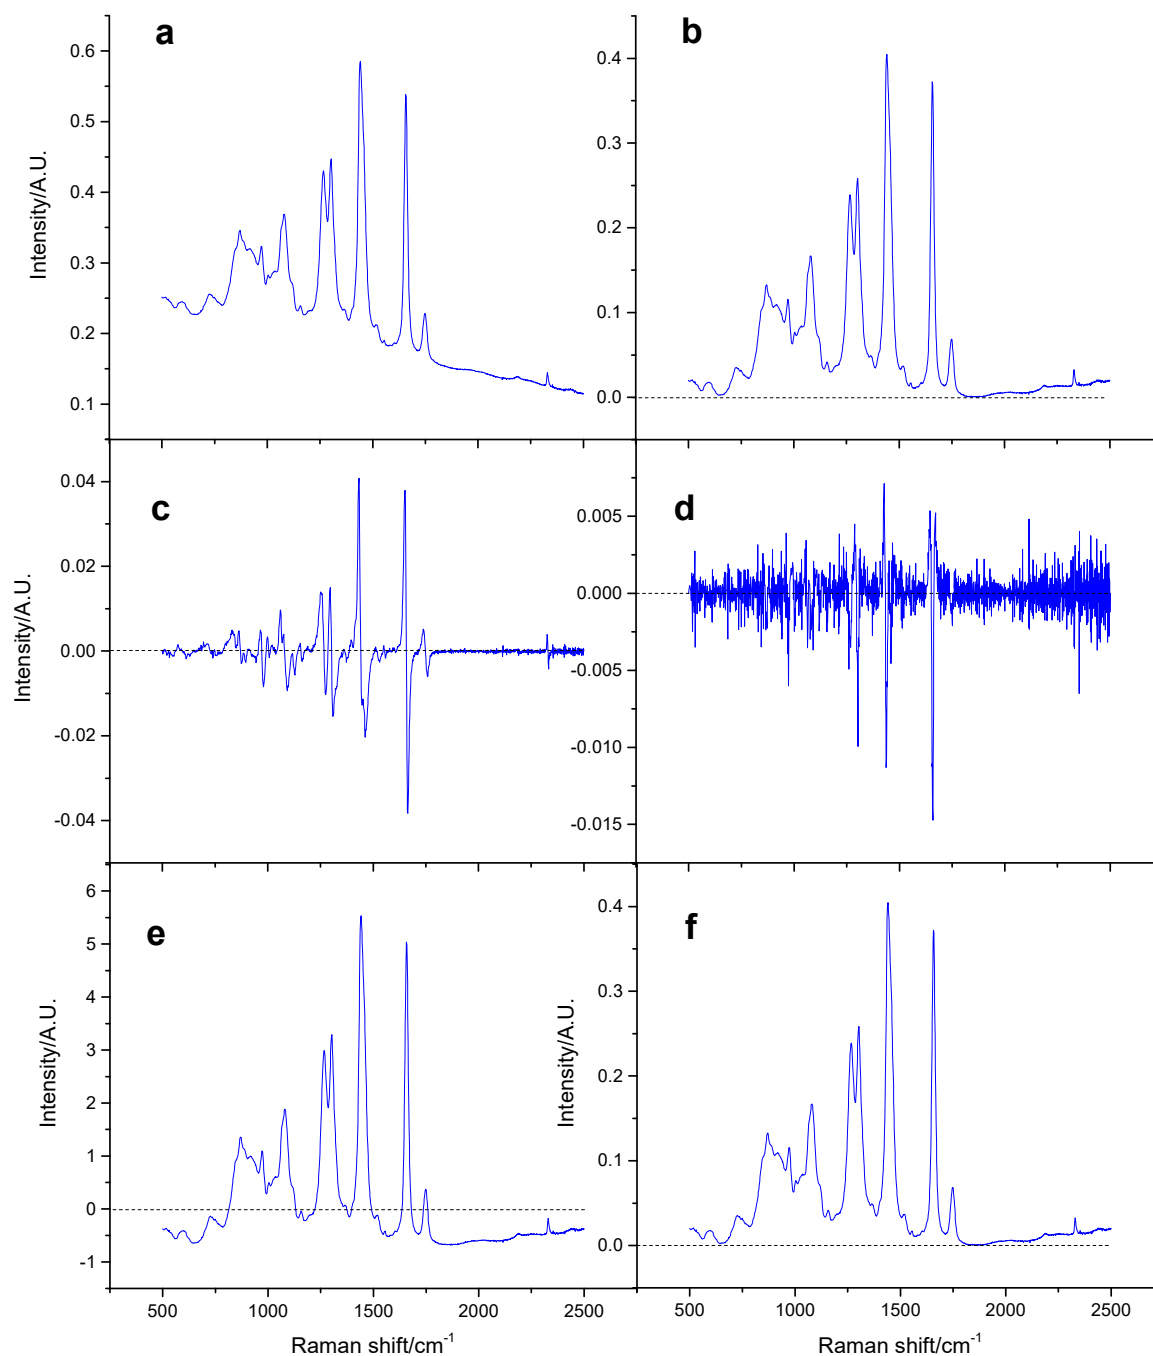 a
b
0.6
0.5
0.4
0.3
0.2
0.1
Intensity/A.U.
0.4
0.3
0.2
0.1
0.0
c
d
0.04
0.02
0.00
-0.02
-0.04
Intensity/A.U.
0.005
0.000
-0.005
-0.010
-0.015
e
f
6
5
4
3
2
1
0
-1
Intensity/A.U.
0.4
0.3
0.2
0.1
0.0
Intensity/A.U.
500 1000 1500 2000 2500
500 1000 1500 2000 2500
Raman shift/cm⁻¹
Raman shift/cm⁻¹